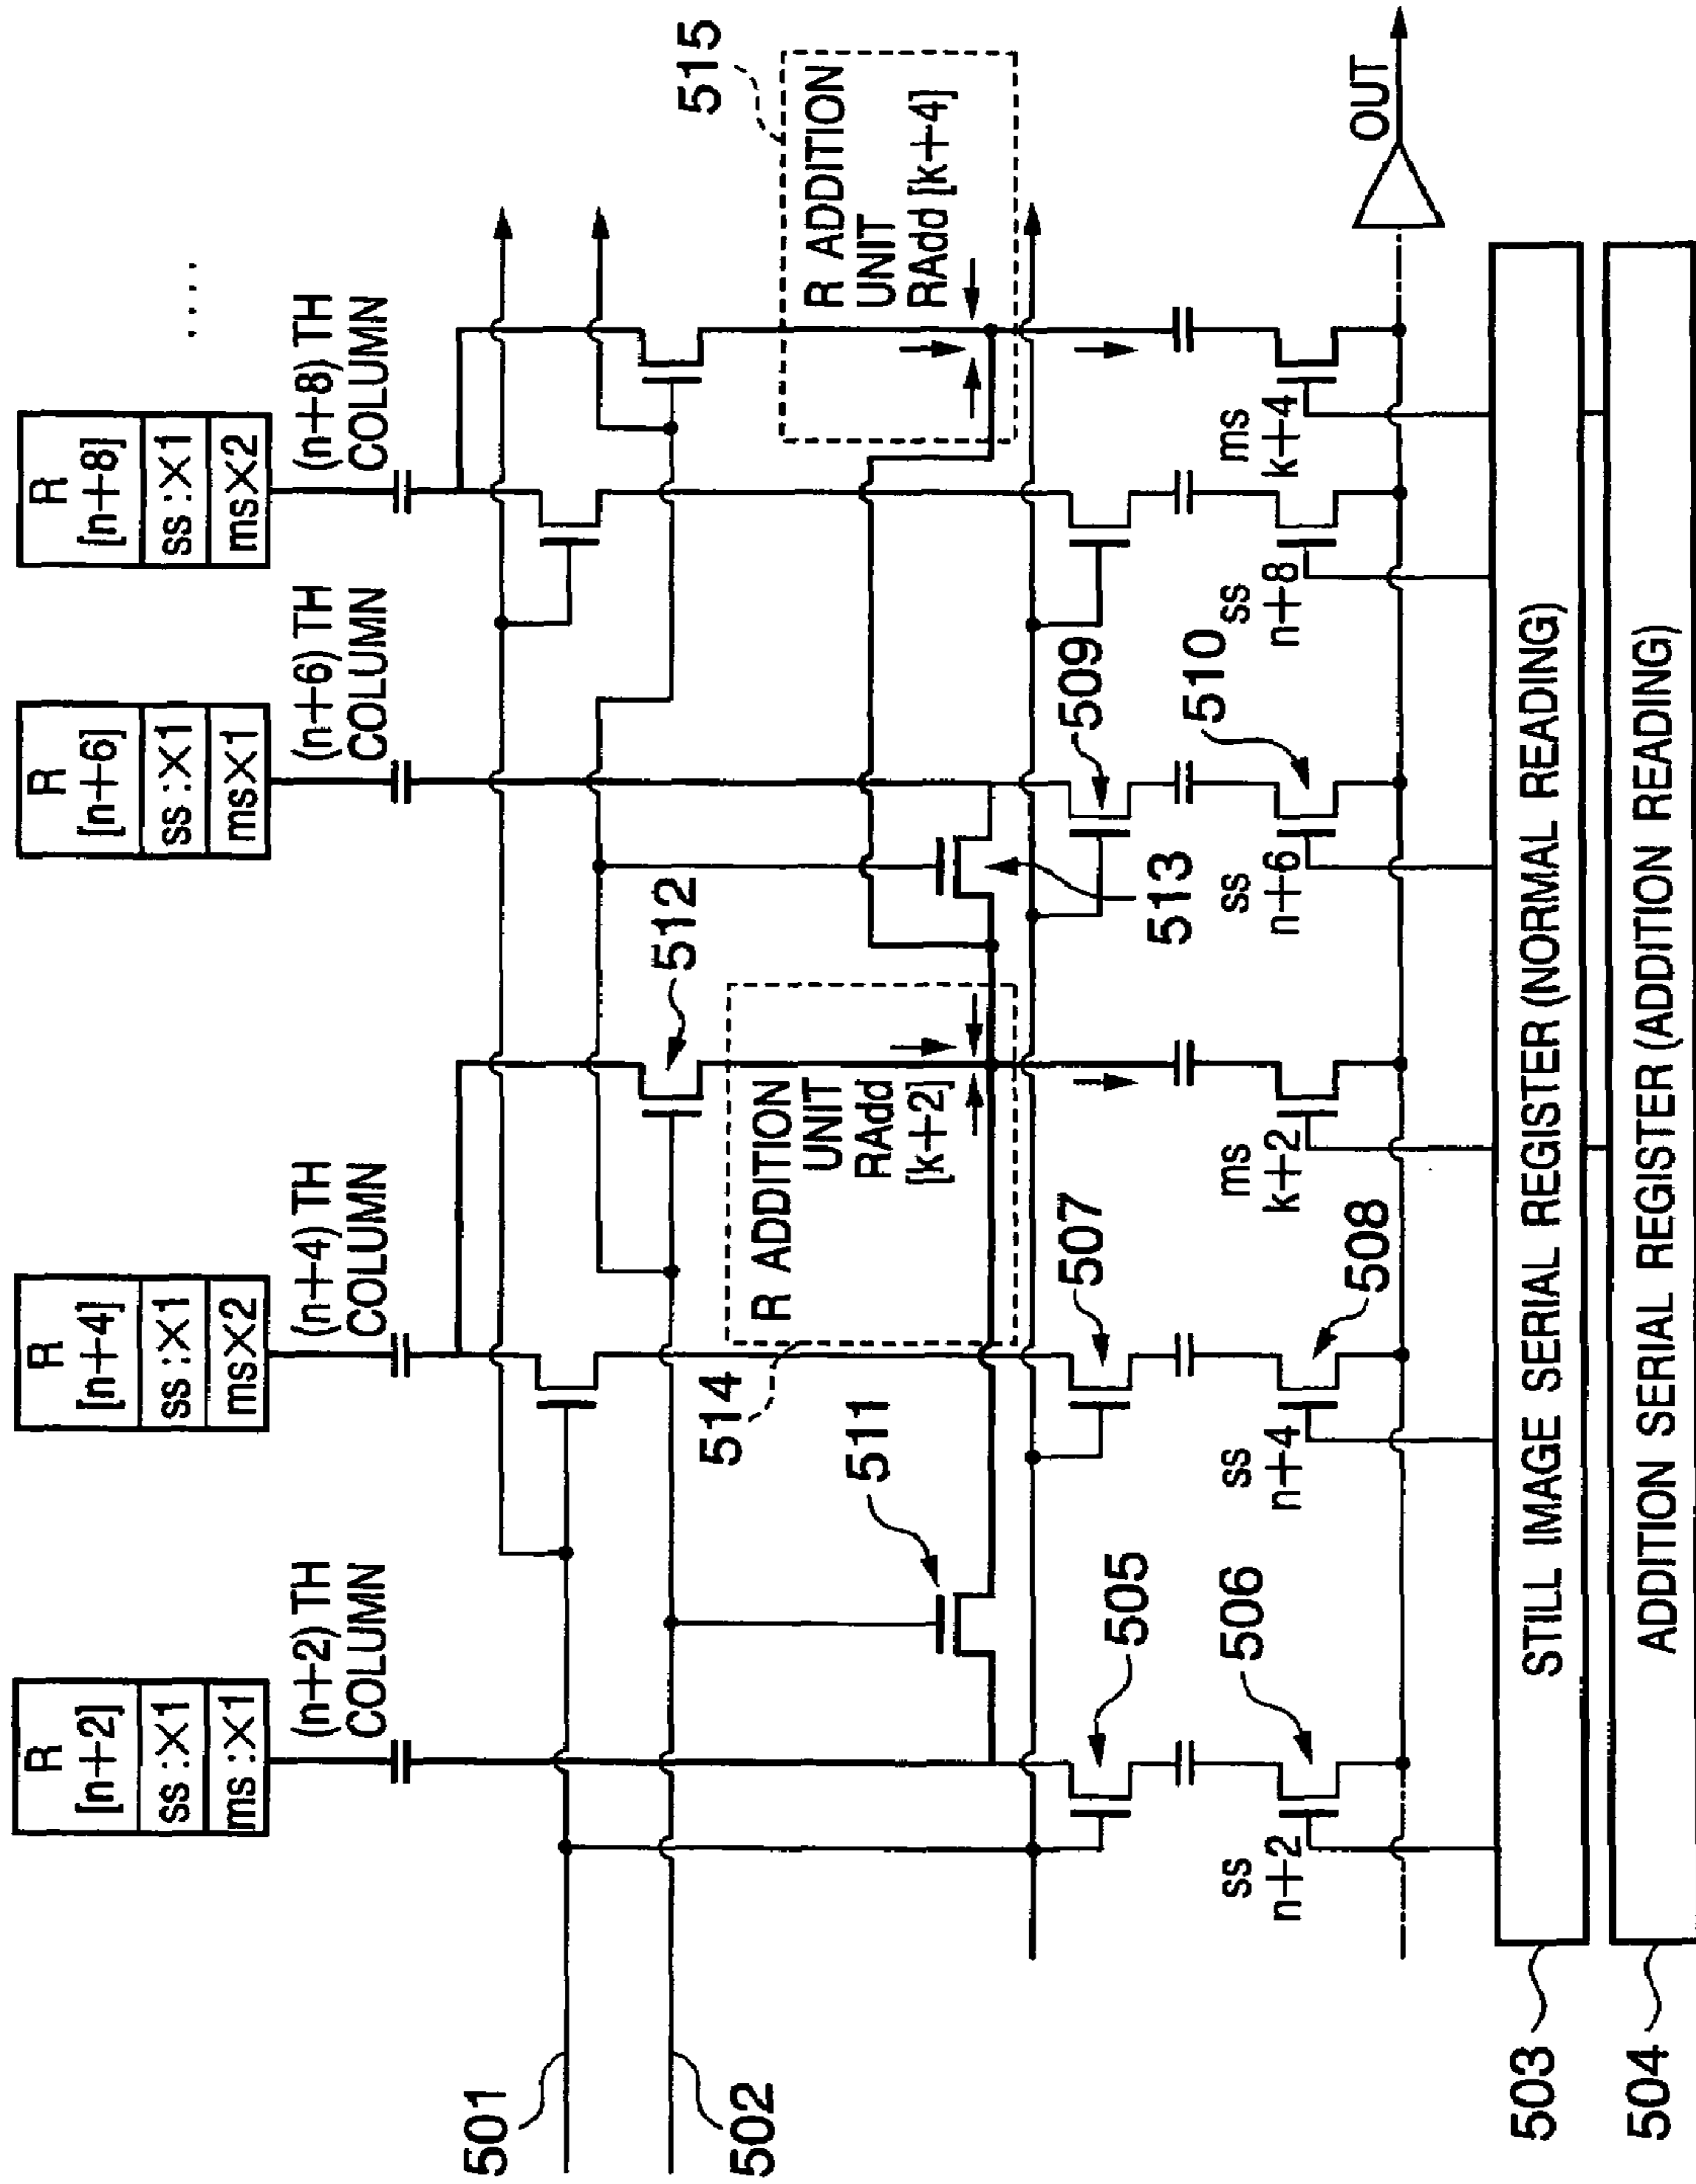 R
[n+2]
ss:×1
ms:×1
(n+2) TH
COLUMN
R
[n+4]
ss:×1
ms×2
(n+4) TH
COLUMN
R
[n+6]
ss:×1
ms×1
(n+6) TH
COLUMN
R
[n+8]
ss:×1
ms×2
(n+8) TH
COLUMN
....
501
502
511
512
513
514
R ADDITION
UNIT
RAdd
[k+2]
515
R ADDITION
UNIT
RAdd [k+4]
505
506
507
508
509
510
ss
n+2
ss
n+4
ms
k+2
ss
n+6
ss
n+8
ms
k+4
OUT
503
STILL IMAGE SERIAL REGISTER (NORMAL READING)
504
ADDITION SERIAL REGISTER (ADDITION READING)